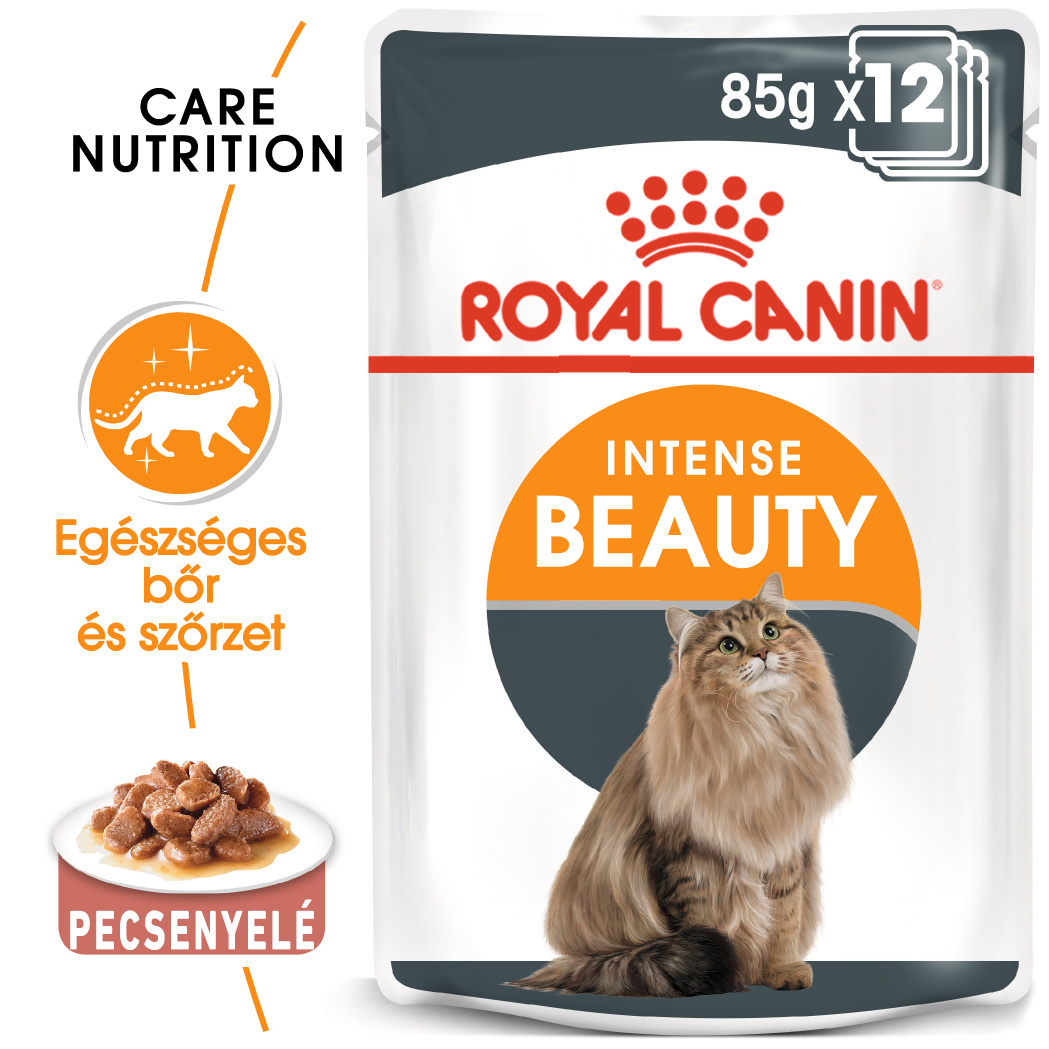 CARE
NUTRITION
Egészséges
bőr
és szőrzet
PECSENYELÉ
85g x12
ROYAL CANIN®
INTENSE
BEAUTY